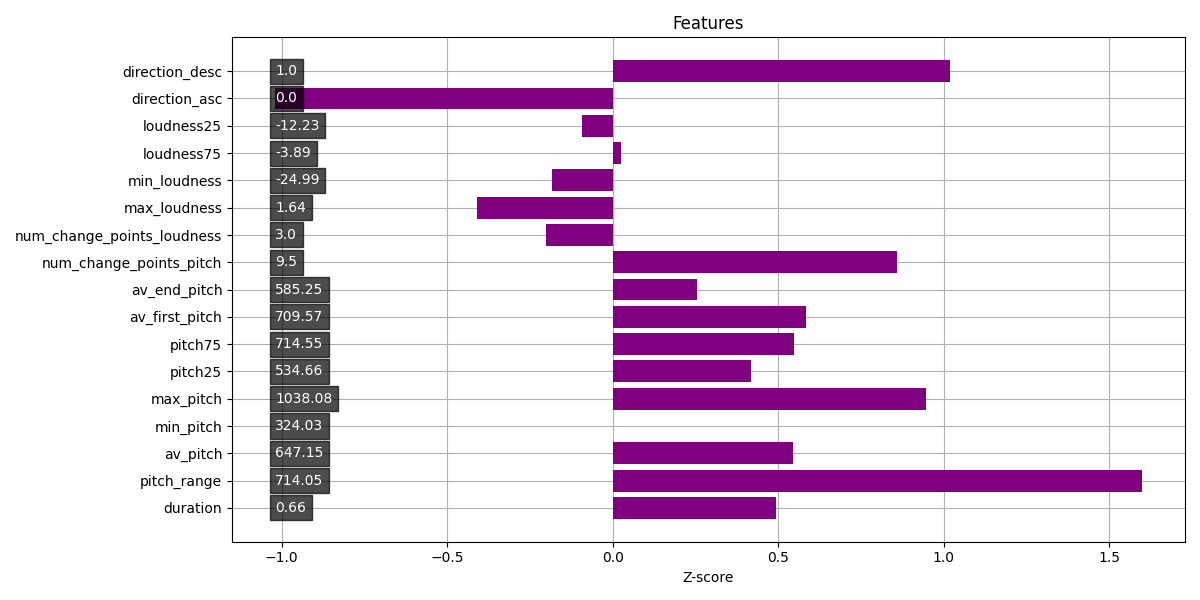 Features
direction_desc 1.0
direction_asc 0.0
loudness25 -12.23
loudness75 -3.89
min_loudness -24.99
max_loudness 1.64
num_change_points_loudness 3.0
num_change_points_pitch 9.5
av_end_pitch 585.25
av_first_pitch 709.57
pitch75 714.55
pitch25 534.66
max_pitch 1038.08
min_pitch 324.03
av_pitch 647.15
pitch_range 714.05
duration 0.66
−1.0 −0.5 0.0 0.5 1.0 1.5
Z-score